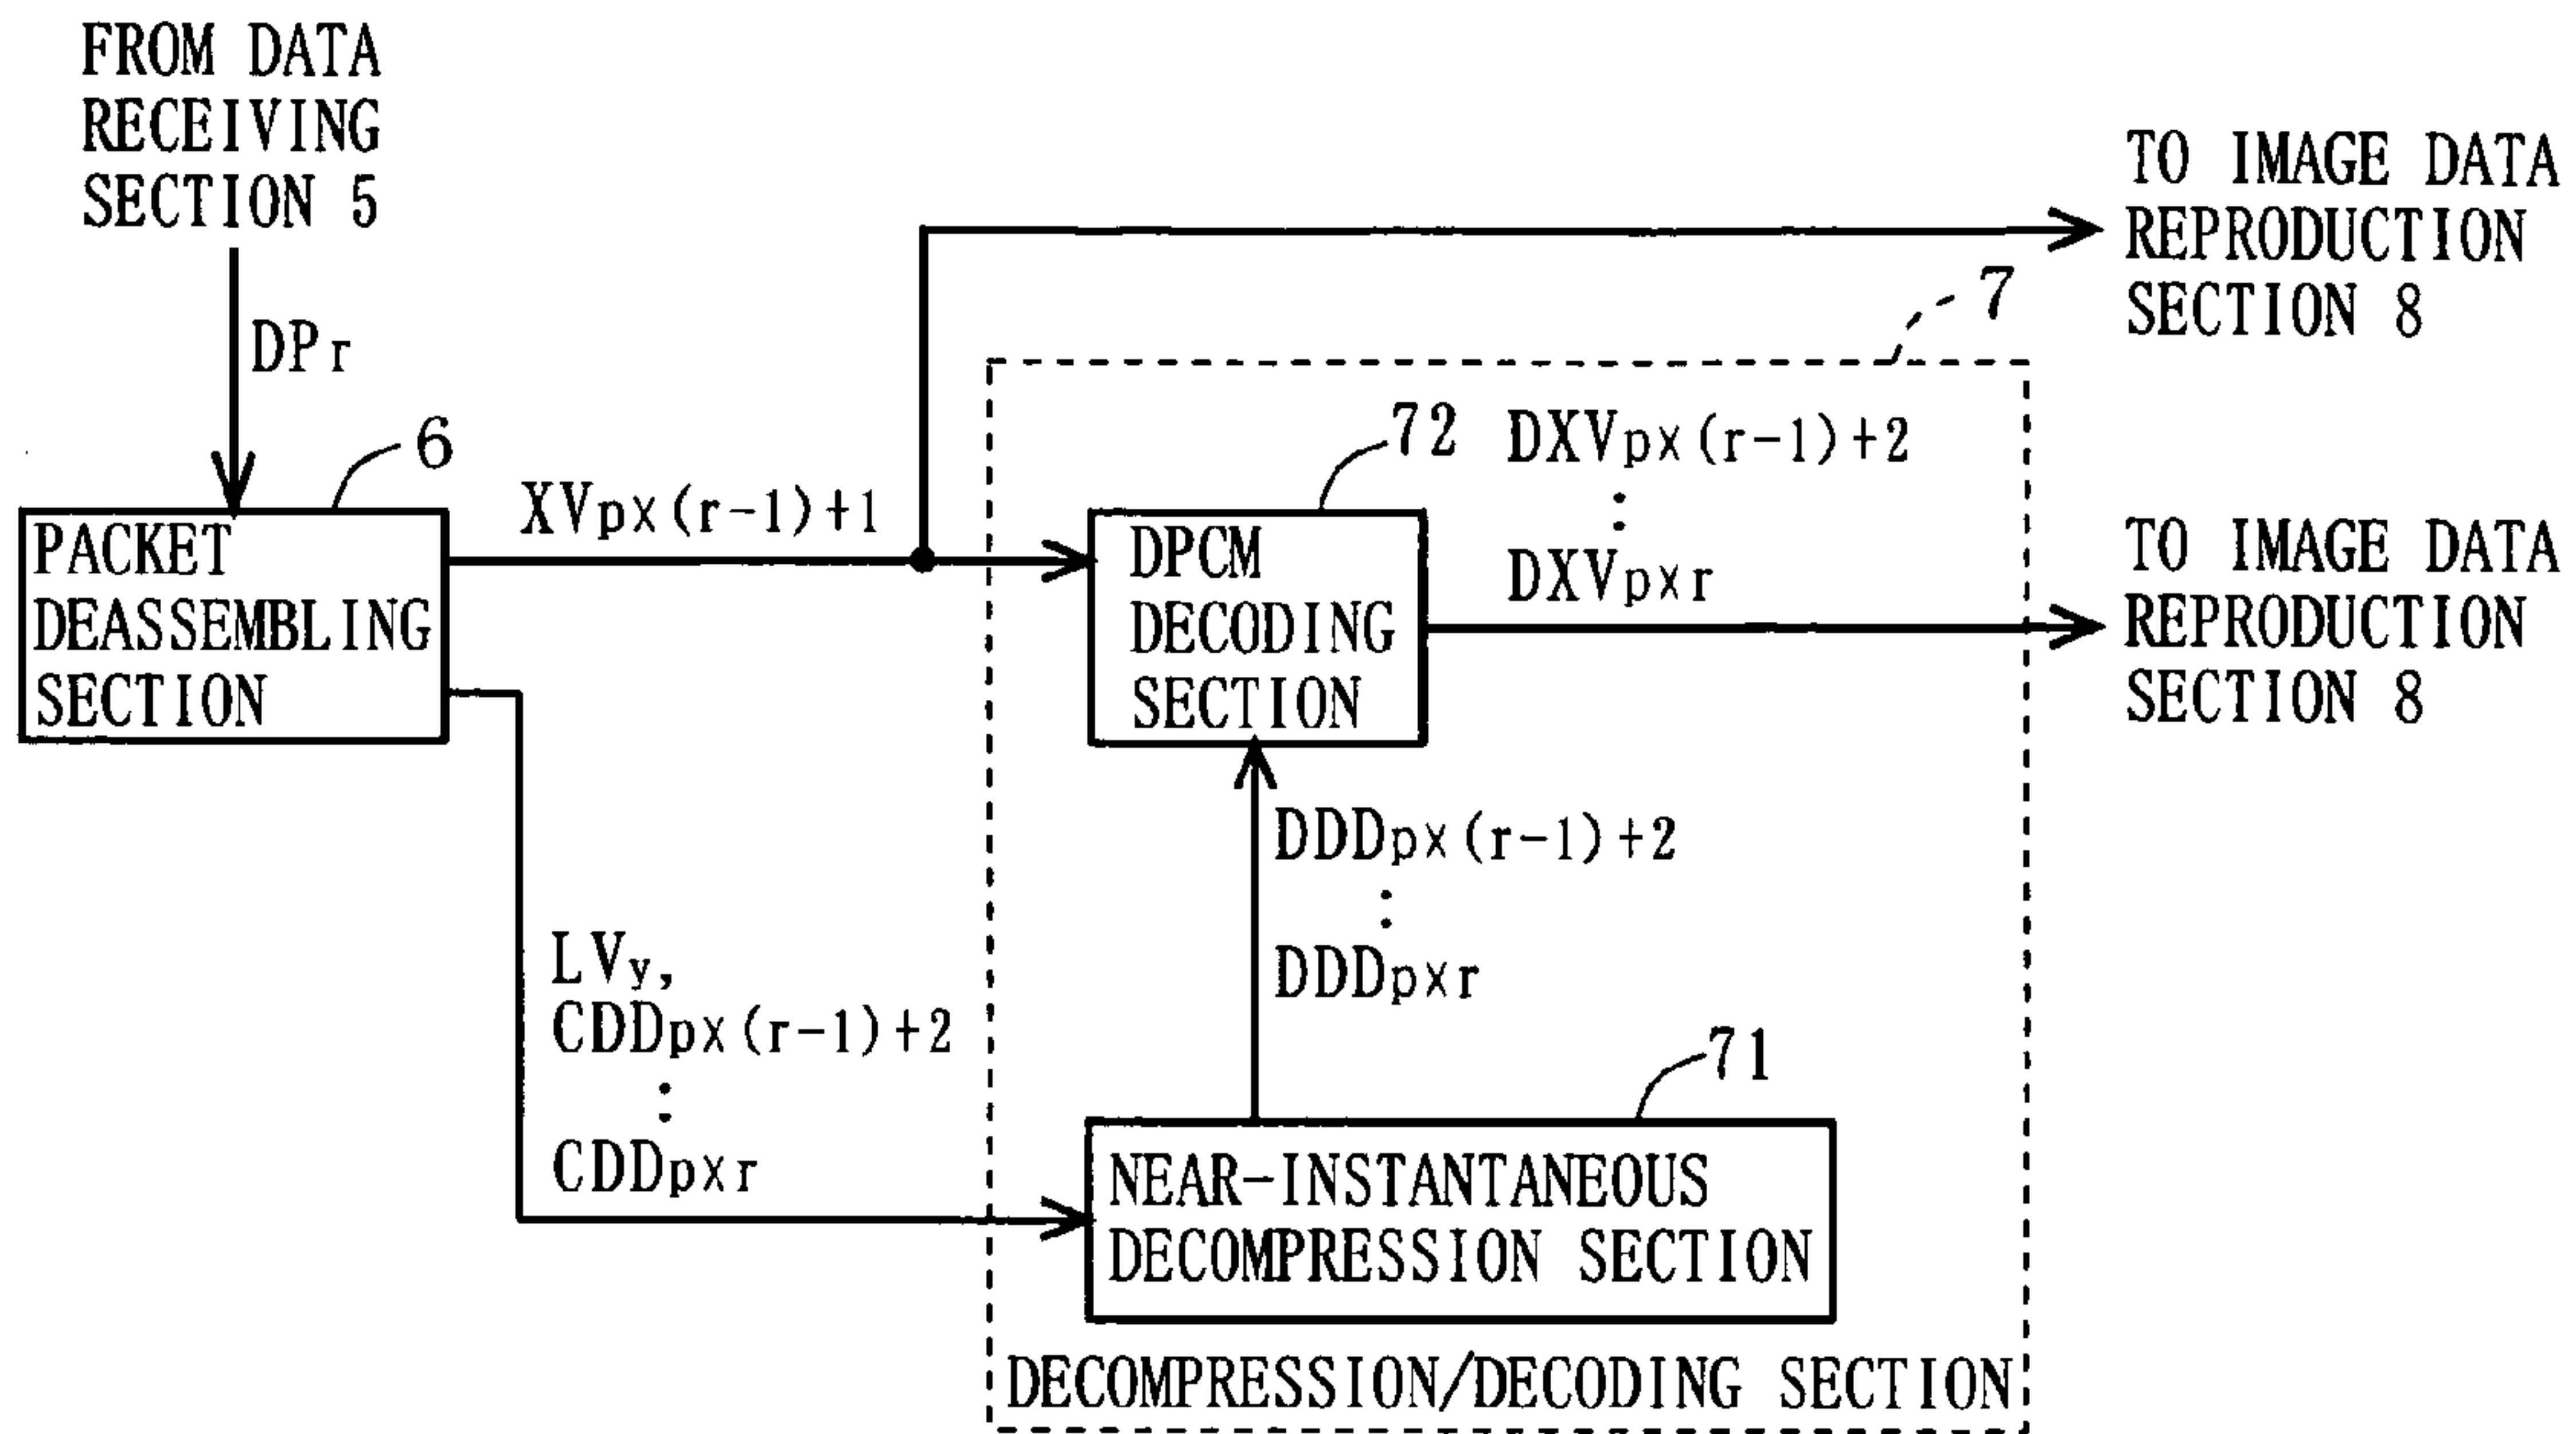 FROM DATA
RECEIVING
SECTION 5
DPr
TO IMAGE DATA
REPRODUCTION
SECTION 8
7
6
PACKET
DEASSEMBLING
SECTION
XVp×(r-1)+1
72
DPCM
DECODING
SECTION
DXVp×(r-1)+2
:
DXVp×r
TO IMAGE DATA
REPRODUCTION
SECTION 8
LVy,
CDDp×(r-1)+2
:
CDDp×r
DDDp×(r-1)+2
:
DDDp×r
71
NEAR-INSTANTANEOUS
DECOMPRESSION SECTION
DECOMPRESSION/DECODING SECTION